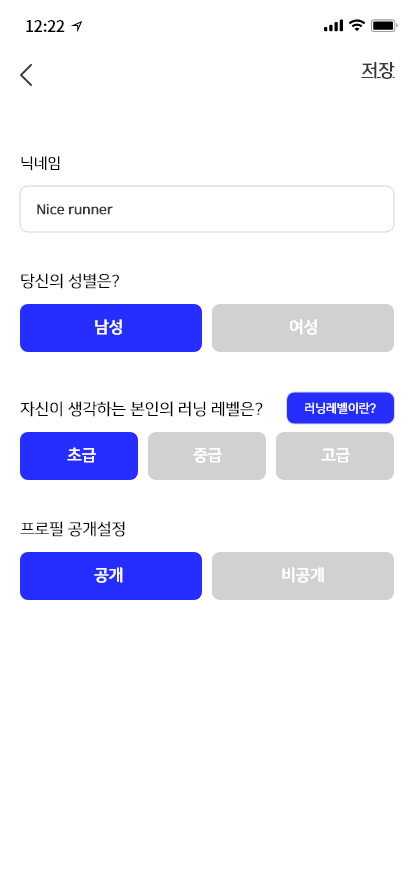 12:22
저장
닉네임
Nice runner
당신의 성별은?
남성 여성
자신이 생각하는 본인의 러닝 레벨은? 러닝레벨이란?
초급 중급 고급
프로필 공개설정
공개 비공개